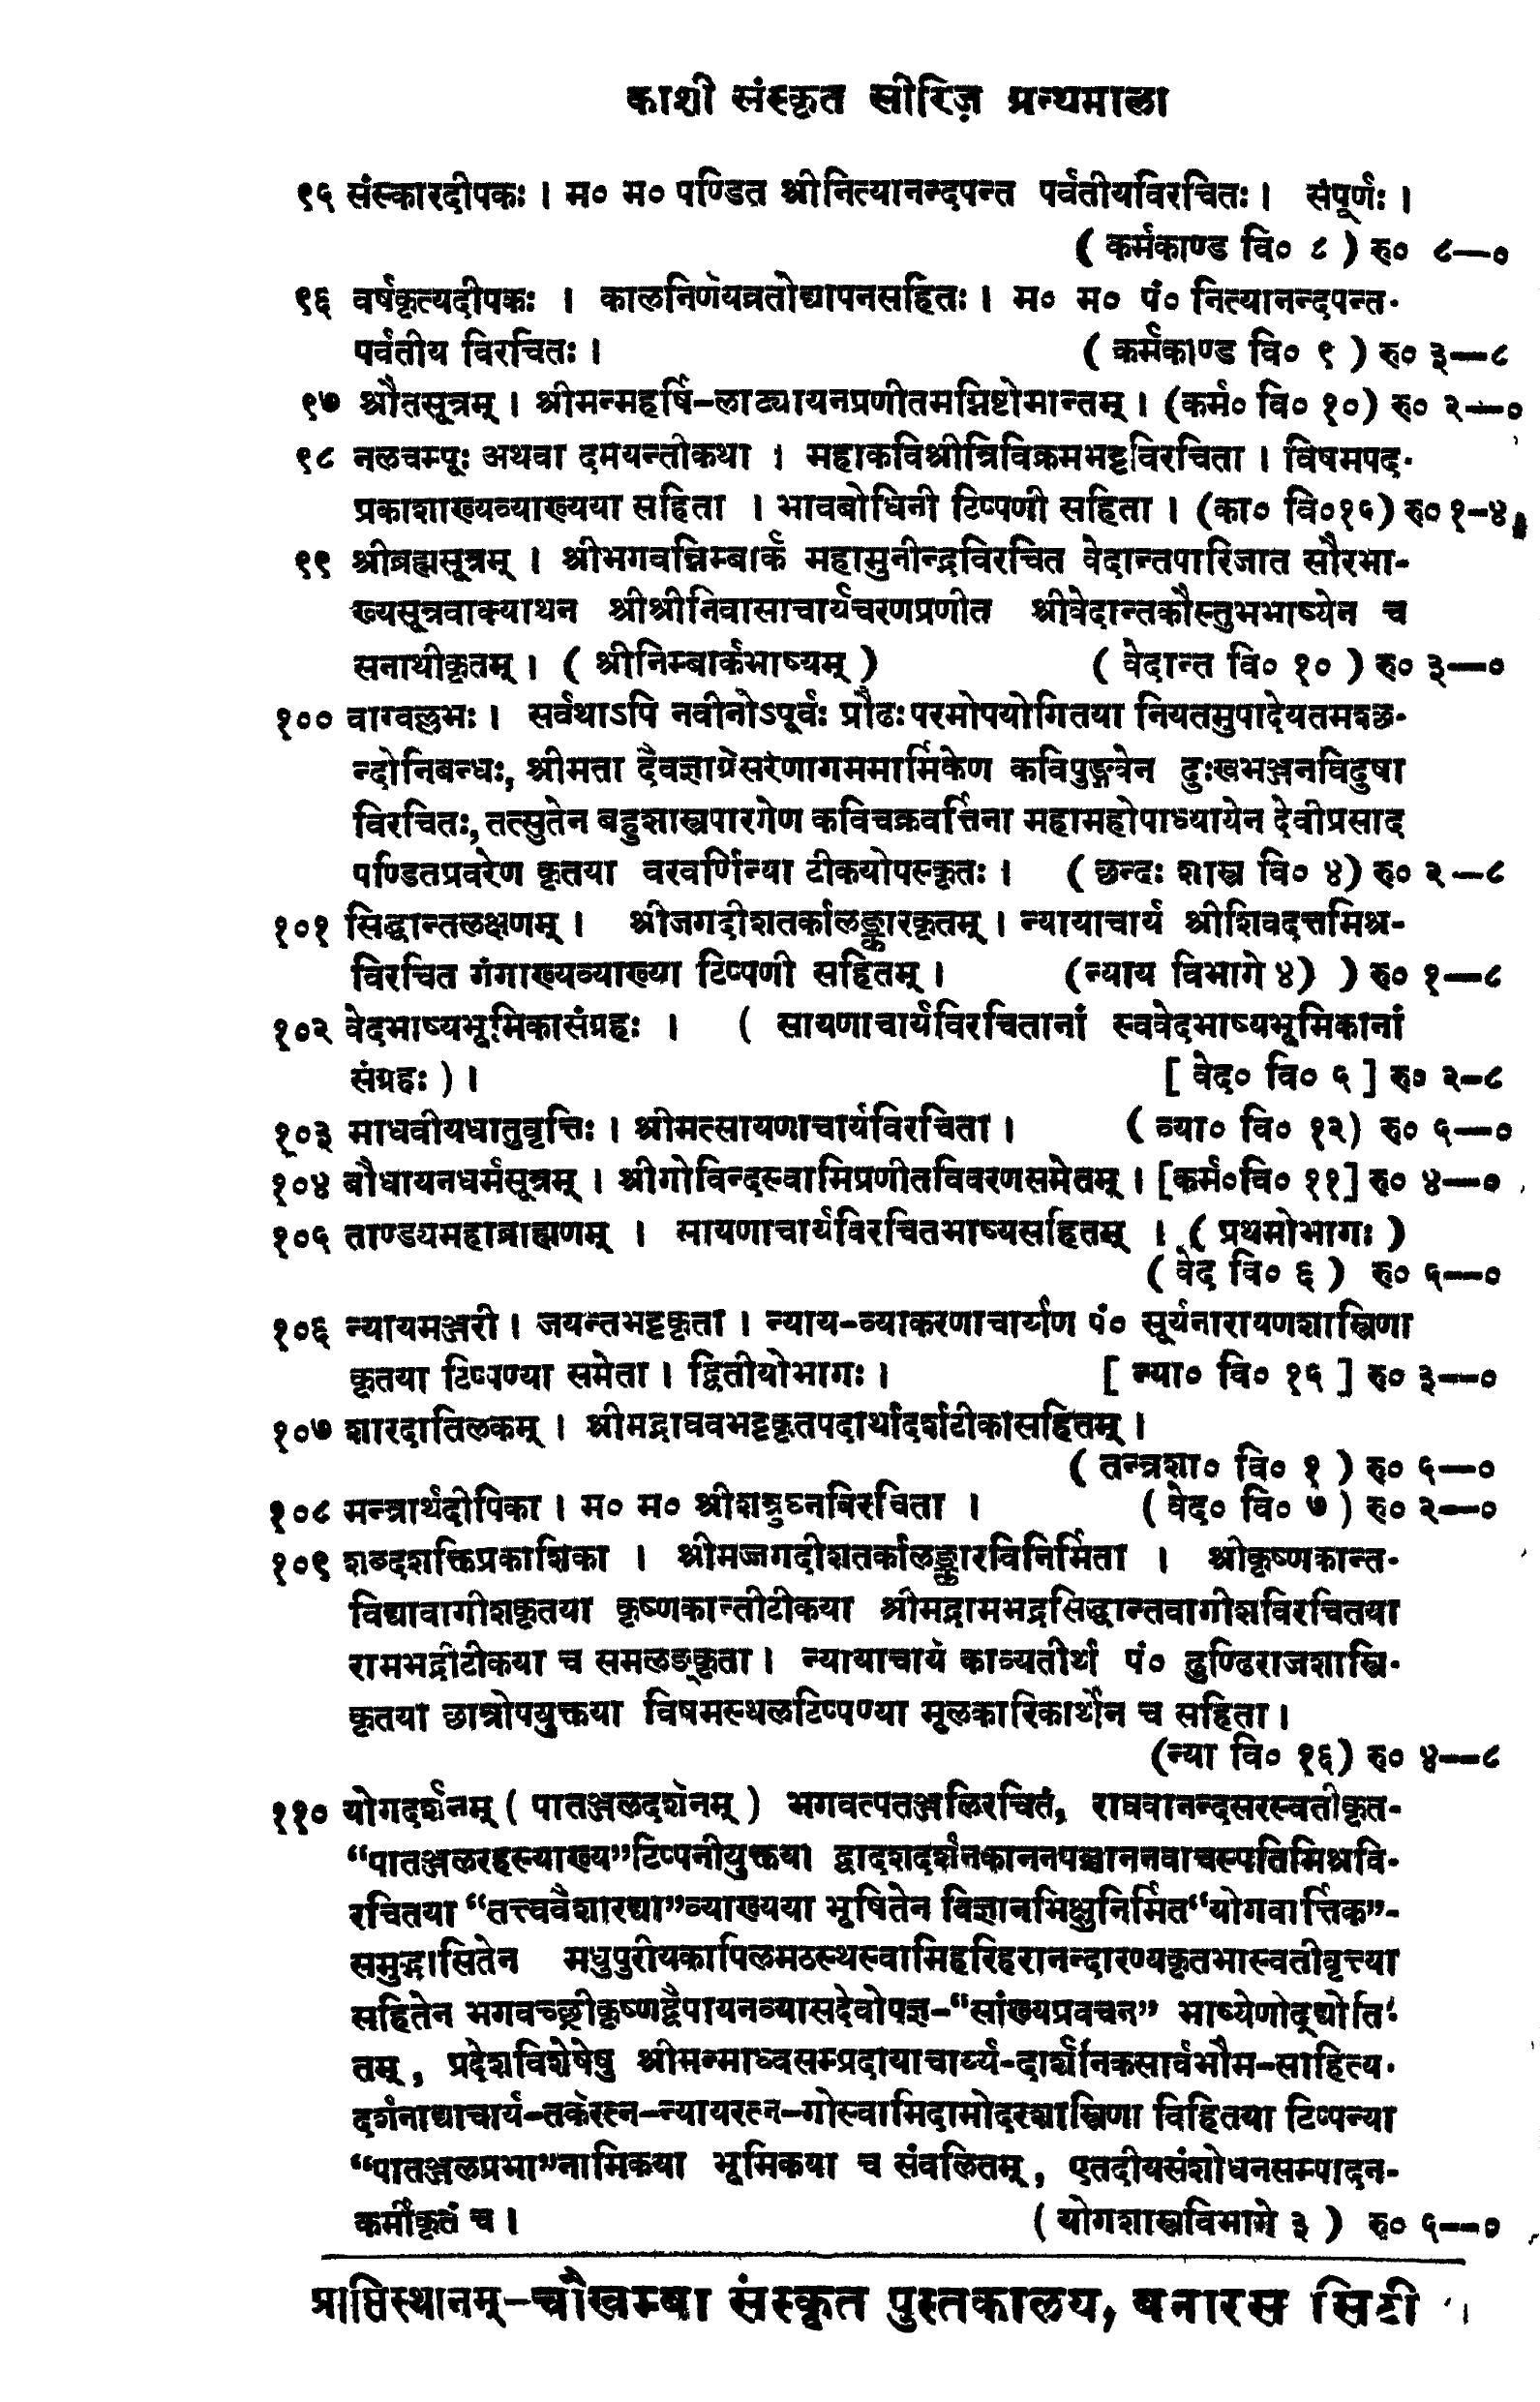 काशी संस्कृत सीरिज़ ग्रन्थमाला
९५ संस्कारदीपकः । म० म० पण्डित श्रीनित्यानन्दपन्त पर्वतीयविरचितः । संपूर्णः ।
( कर्मकाण्ड वि० ८ ) रु० ८—०
९६ वर्षकृत्यदीपकः । कालनिर्णयव्रतोद्यापनसहितः । म० म० पं० नित्यानन्दपन्त-
पर्वतीय विरचितः । ( कर्मकाण्ड वि० ९ ) रु० ३—८
९७ श्रौतसूत्रम् । श्रीमन्महर्षि-लाट्यायनप्रणीतमग्निष्टोमान्तम् । (कर्म० वि० १०) रु० २—०
९८ नलचम्पूः अथवा दमयन्तीकथा । महाकविश्रीत्रिविक्रमभट्टविरचिता । विषमपद-
प्रकाशाख्यव्याख्यया सहिता । भावबोधिनी टिप्पणी सहिता । (का० वि०१५) रु० १-४
९९ श्रीब्रह्मसूत्रम् । श्रीभगवन्निम्बार्क महामुनीन्द्रविरचित वेदान्तपारिजात सौरभा-
ख्यसूत्रवाक्यार्थेन श्रीश्रीनिवासाचार्यचरणप्रणीत श्रीवेदान्तकौस्तुभभाष्येन च
सनाथीकृतम् । ( श्रीनिम्बार्कभाष्यम् ) ( वेदान्त वि० १० ) रु० ३—०
१०० वाग्वल्लभः । सर्वथाऽपि नवीनोऽपूर्वः प्रौढः परमोपयोगितया नियतमुपादेयतमश्छ-
न्दोनिबन्धः, श्रीमता दैवज्ञाग्रेसरेणागममार्मिकेण कविपुङ्गवेन दुःखभञ्जनविदुषा
विरचितः, तत्सुतेन बहुशास्त्रपारगेण कविचक्रवर्त्तिना महामहोपाध्यायेन देवीप्रसाद
पण्डितप्रवरेण कृतया वरवर्णिन्या टीकयोपस्कृतः । ( छन्दः शास्त्र वि० ४) रु० २—८
१०१ सिद्धान्तलक्षणम् । श्रीजगदीशतर्कालङ्कारकृतम् । न्यायाचार्य श्रीशिवदत्तमिश्र-
विरचित गंगाख्यव्याख्या टिप्पणी सहितम् । (न्याय विभागे ४) ) रु० १—८
१०२ वेदभाष्यभूमिकासंग्रहः । ( सायणाचार्यविरचितानां स्ववेदभाष्यभूमिकानां
संग्रहः ) । [ वेद० वि० ५ ] रु० २—८
१०३ माधवीयधातुवृत्तिः । श्रीमत्सायणाचार्यविरचिता । ( व्या० वि० १२) रु० ५—०
१०४ बौधायनधर्मसूत्रम् । श्रीगोविन्दस्वामिप्रणीतविवरणसमेतम् । [कर्म०वि० ११] रु० ४—०
१०५ ताण्ड्यमहाब्राह्मणम् । सायणाचार्यविरचितभाष्यसहितम् । ( प्रथमोभागः )
( वेद वि० ६ ) रु० ५—०
१०६ न्यायमञ्जरी । जयन्तभट्टकृता । न्याय-व्याकरणाचार्येण पं० सूर्यनारायणशास्त्रिणा
कृतया टिप्पण्या समेता । द्वितीयोभागः । [ न्या० वि० १५ ] रु० ३—०
१०७ शारदातिलकम् । श्रीमद्राघवभट्टकृतपदार्थादर्शटीकासहितम् ।
( तन्त्रशा० वि० १ ) रु० ५—०
१०८ मन्त्रार्थदीपिका । म० म० श्रीशत्रुघ्नविरचिता । ( वेद० वि० ७ ) रु० २—०
१०९ शब्दशक्तिप्रकाशिका । श्रीमज्जगदीशतर्कालङ्कारविनिर्मिता । श्रीकृष्णकान्त-
विद्यावागीशकृतया कृष्णकान्तीटीकया श्रीमद्रामभद्रसिद्धान्तवागीशविरचितया
रामभद्रीटीकया च समलङ्कृता । न्यायाचार्य काव्यतीर्थ पं० ढुण्ढिराजशास्त्रि-
कृतया छात्रोपयुक्तया विषमस्थलटिप्पण्या मूलकारिकार्थेन च सहिता ।
(न्या वि० १६) रु० ४—८
११० योगदर्शनम् ( पातञ्जलदर्शनम् ) भगवत्पतञ्जलिरचितं, राघवानन्दसरस्वतीकृत-
“पातञ्जलरहस्याख्य”टिप्पनीयुक्तया द्वादशदर्शनकाननपञ्चाननवाचस्पतिमिश्रवि-
रचितया “तत्त्ववैशारद्या”व्याख्यया भूषितेन विज्ञानभिक्षुनिर्मित“योगवार्त्तिक”-
समुद्भासितेन मधुपुरीयकापिलमठस्थस्वामिहरिहरानन्दारण्यकृतभास्वतीवृत्त्या
सहितेन भगवच्छ्रीकृष्णद्वैपायनव्यासदेवोपज्ञ-“सांख्यप्रवचन” भाष्येणोद्द्योति-
तम्, प्रदेशविशेषेषु श्रीमन्माध्वसम्प्रदायाचार्य्य-दार्शनिकसार्वभौम-साहित्य-
दर्शनाद्याचार्य-तर्करत्न-न्यायरत्न-गोस्वामिदामोदरशास्त्रिणा विहितया टिप्पन्या
“पातञ्जलप्रभा”नामिकया भूमिकया च संवलितम्, एतदीयसंशोधनसम्पादन-
कर्मीकृतं च । ( योगशास्त्रविभागे ३ ) रु० ५—०
प्राप्तिस्थानम्-चौखम्बा संस्कृत पुस्तकालय, बनारस सिटी ।